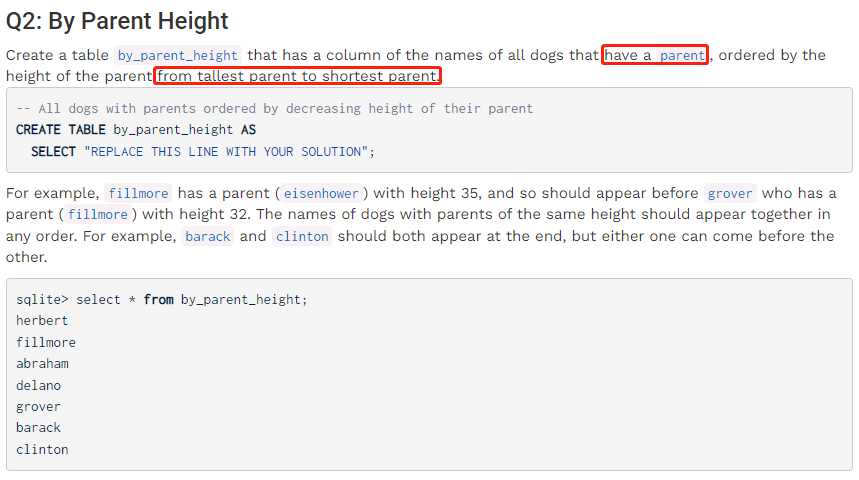 Q2: By Parent Height
Create a table by_parent_height that has a column of the names of all dogs that have a parent, ordered by the
height of the parent from tallest parent to shortest parent.
-- All dogs with parents ordered by decreasing height of their parent
CREATE TABLE by_parent_height AS
  SELECT "REPLACE THIS LINE WITH YOUR SOLUTION";
For example, fillmore has a parent (eisenhower) with height 35, and so should appear before grover who has a
parent (fillmore) with height 32. The names of dogs with parents of the same height should appear together in
any order. For example, barack and clinton should both appear at the end, but either one can come before the
other.
sqlite> select * from by_parent_height;
herbert
fillmore
abraham
delano
grover
barack
clinton